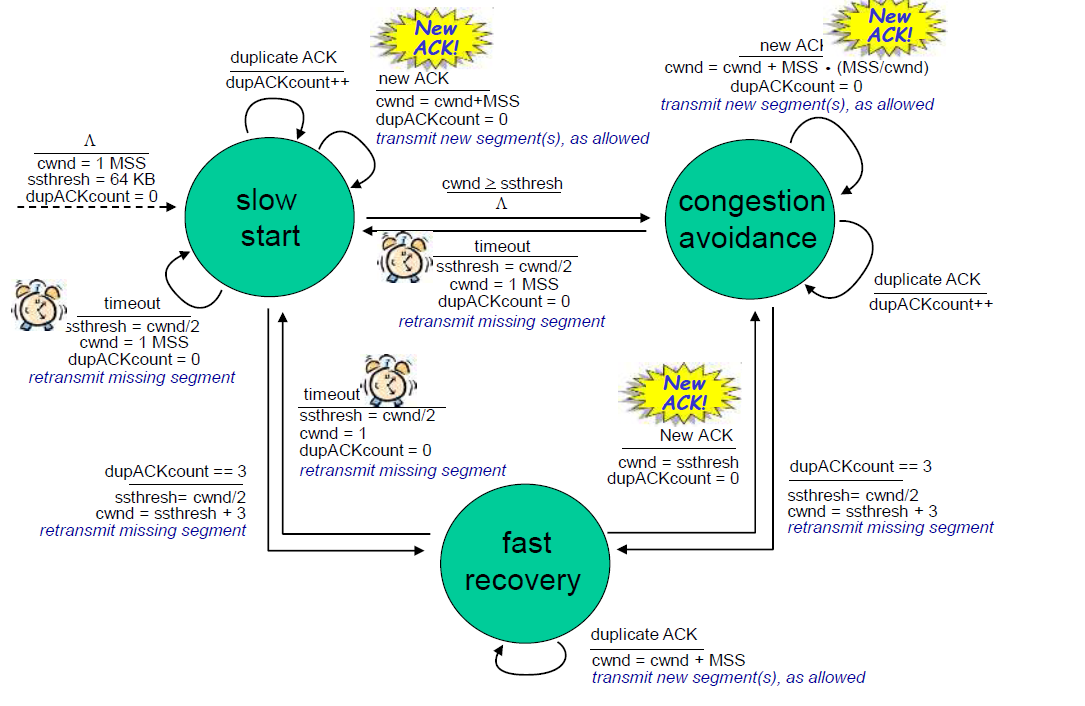 New
ACK!
duplicate ACK
dupACKcount++
new ACK
cwnd = cwnd+MSS
dupACKcount = 0
transmit new segment(s), as allowed
New
ACK!
new ACK
cwnd = cwnd + MSS • (MSS/cwnd)
dupACKcount = 0
transmit new segment(s), as allowed
Λ
cwnd = 1 MSS
ssthresh = 64 KB
dupACKcount = 0
slow
start
cwnd ≥ ssthresh
Λ
congestion
avoidance
timeout
ssthresh = cwnd/2
cwnd = 1 MSS
dupACKcount = 0
retransmit missing segment
duplicate ACK
dupACKcount++
timeout
ssthresh = cwnd/2
cwnd = 1 MSS
dupACKcount = 0
retransmit missing segment
timeout
ssthresh = cwnd/2
cwnd = 1
dupACKcount = 0
retransmit missing segment
New
ACK!
New ACK
cwnd = ssthresh
dupACKcount = 0
dupACKcount == 3
ssthresh= cwnd/2
cwnd = ssthresh + 3
retransmit missing segment
dupACKcount == 3
ssthresh= cwnd/2
cwnd = ssthresh + 3
retransmit missing segment
fast
recovery
duplicate ACK
cwnd = cwnd + MSS
transmit new segment(s), as allowed